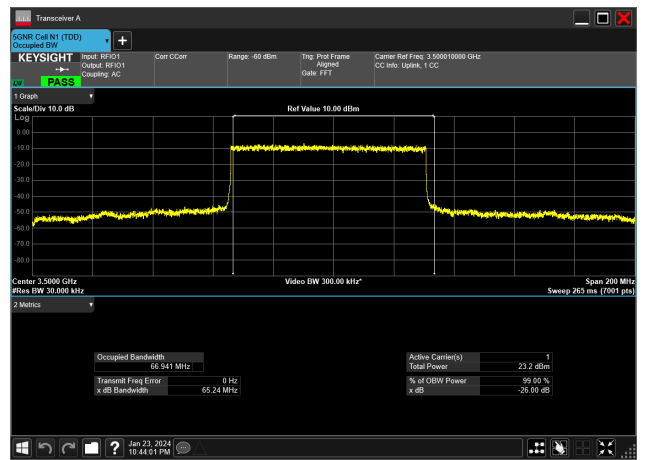 Transceiver A
5GNR Cell N1 (TDD)
Occupied BW
KEYSIGHT
Input: RFIO1
Output: RFIO1
Coupling: AC
PASS
Corr CCorr
Range: -60 dBm
Trig: Prot Frame
Aligned
Gate: FFT
Carrier Ref Freq: 3.500010000 GHz
CC Info: Uplink, 1 CC
1 Graph
Scale/Div 10.0 dB
Ref Value 10.00 dBm
Log
0.00
-10.0
-20.0
-30.0
-40.0
-50.0
-60.0
-70.0
-80.0
Center 3.5000 GHz
Video BW 300.00 kHz*
Span 200 MHz
#Res BW 30.000 kHz
Sweep 265 ms (7001 pts)
2 Metrics
Occupied Bandwidth
66.941 MHz
Transmit Freq Error 0 Hz
x dB Bandwidth 65.24 MHz
Active Carrier(s) 1
Total Power 23.2 dBm
% of OBW Power 99.00 %
x dB -26.00 dB
Jan 23, 2024
10:44:01 PM